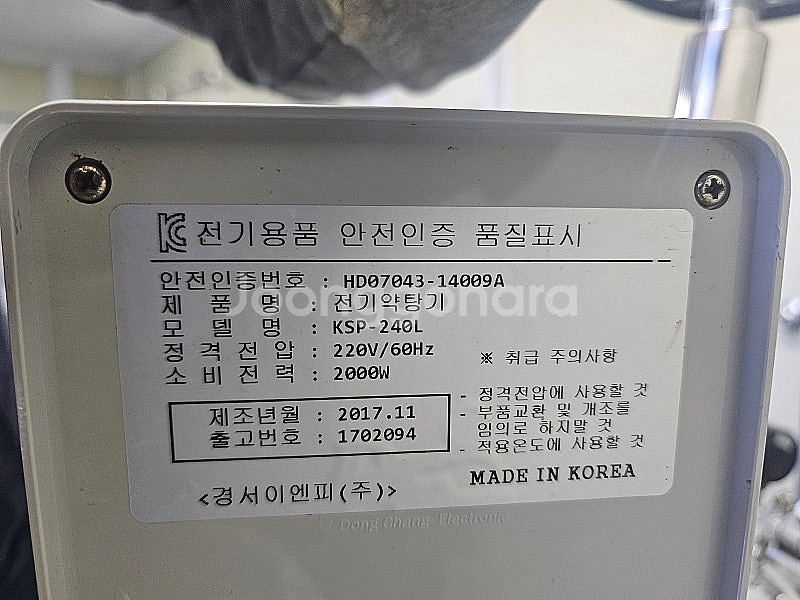 전기용품 안전인증 품질표시
안전인증번호 : HD07043-14009A
제품명 : 전기약탕기
모델명 : KSP-240L
정격전압 : 220V/60Hz
소비전력 : 2000W
※ 취급 주의사항
- 정격전압에 사용할 것
- 부품교환 및 개조를
임의로 하지말 것
- 적용온도에 사용할 것
제조년월 : 2017.11
출고번호 : 1702094
<경서이엔피(주)>
MADE IN KOREA
Dong Chang Electronic
Joonggonara